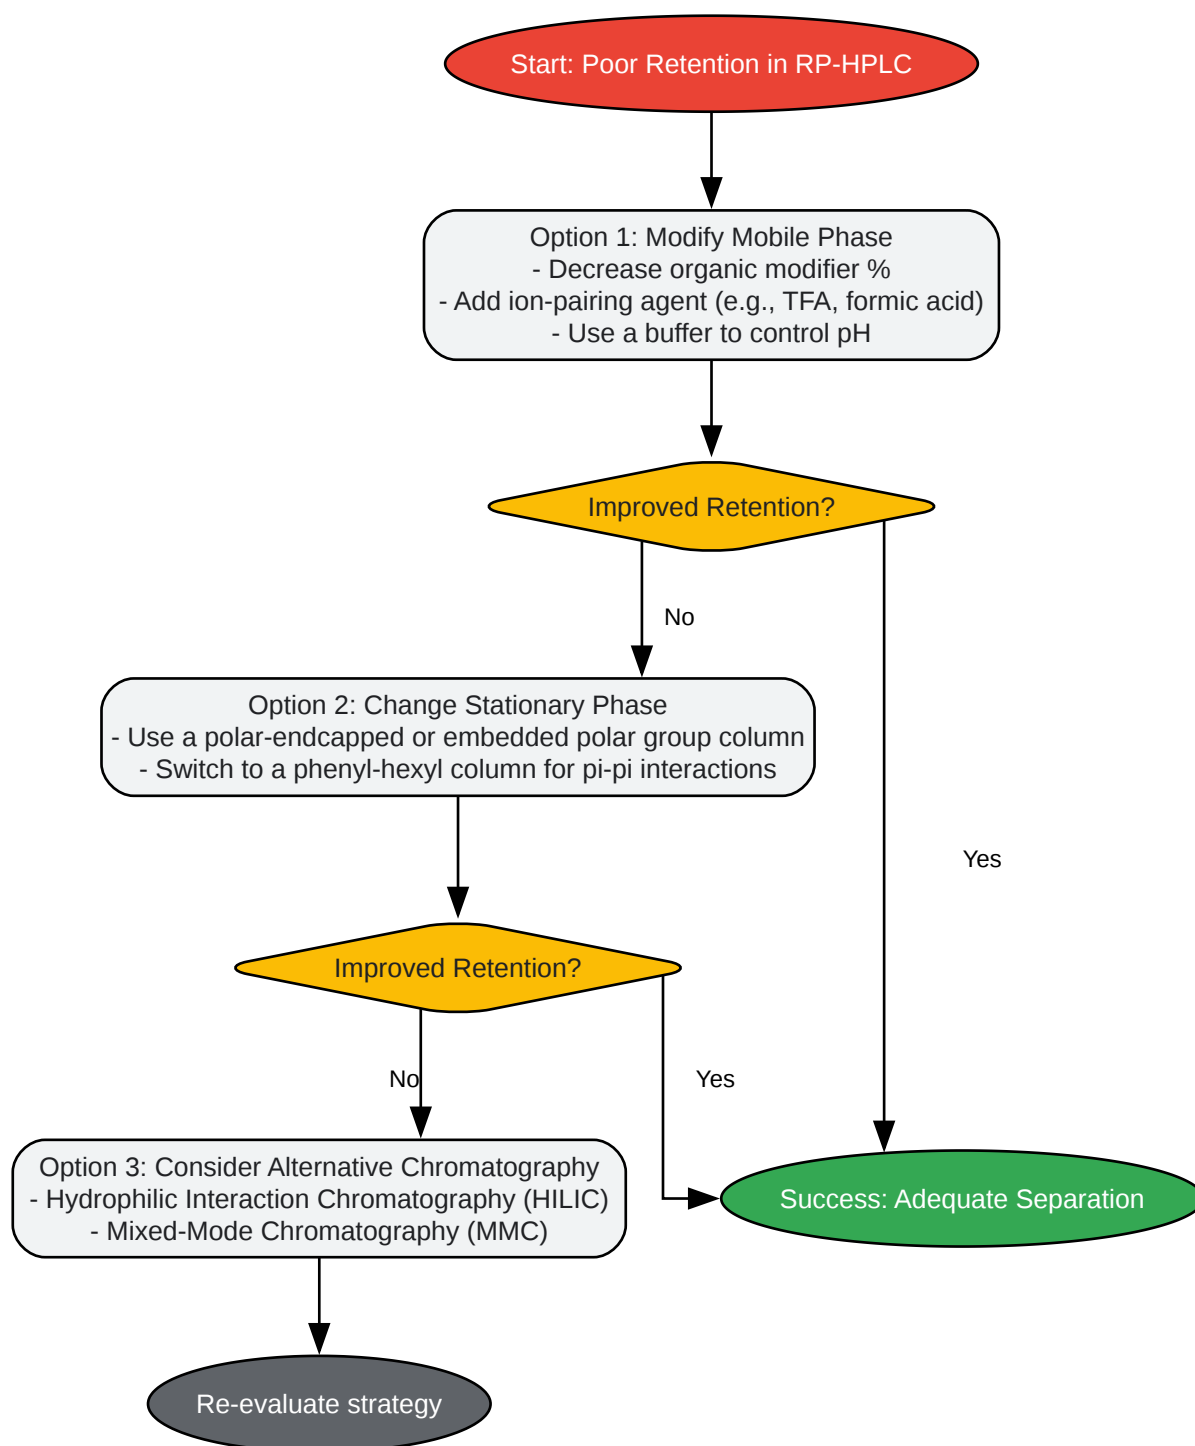 Start: Poor Retention in RP-HPLC
Option 1: Modify Mobile Phase
- Decrease organic modifier %
- Add ion-pairing agent (e.g., TFA, formic acid)
- Use a buffer to control pH
Improved Retention?
No
Option 2: Change Stationary Phase
- Use a polar-endcapped or embedded polar group column
- Switch to a phenyl-hexyl column for pi-pi interactions
Yes
Improved Retention?
No
Yes
Option 3: Consider Alternative Chromatography
- Hydrophilic Interaction Chromatography (HILIC)
- Mixed-Mode Chromatography (MMC)
Success: Adequate Separation
Re-evaluate strategy